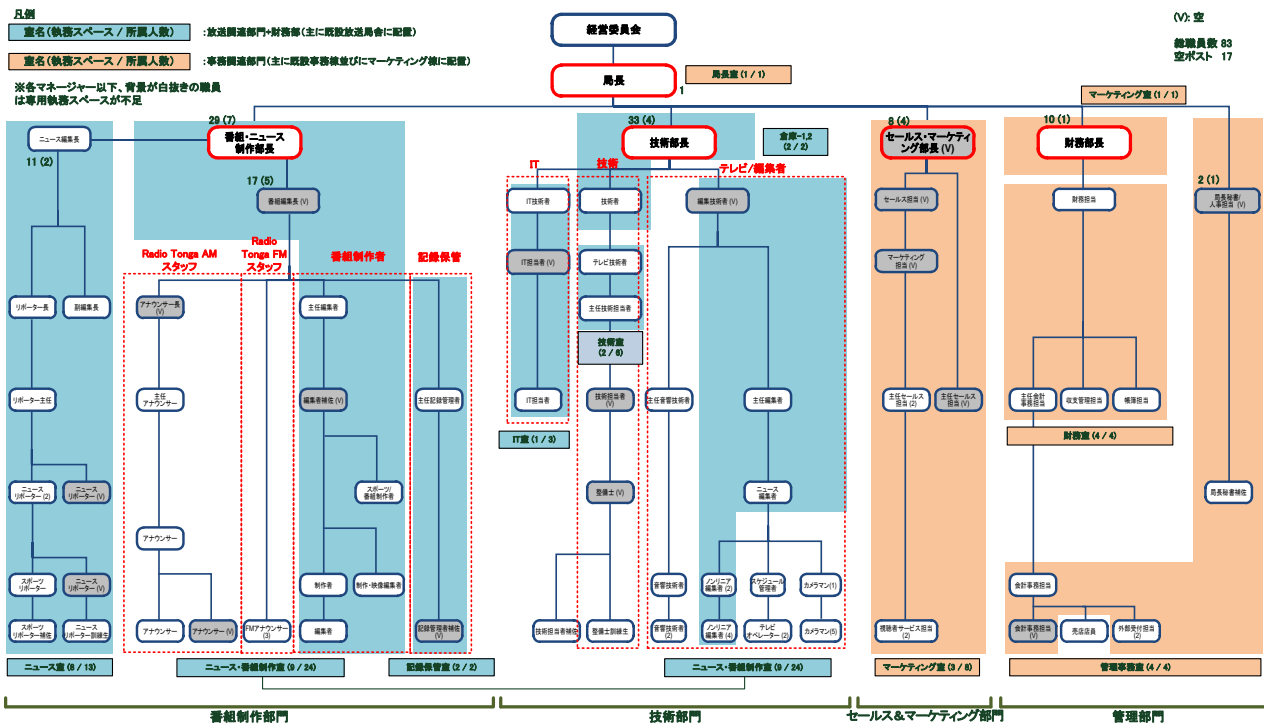 凡例
室名(執務スペース / 所属人数)
:放送関連部門+財務部(主に既設放送局舎に配置)
室名(執務スペース / 所属人数)
:事務関連部門(主に既設事務棟並びにマーケティング棟に配置)
※各マネージャー以下、背景が白抜きの職員
は専用執務スペースが不足
(V): 空
総職員数 83
空ポスト 17
経営委員会
局長
1
局長室 (1 / 1)
マーケティング室 (1 / 1)
ニュース編集長
11 (2)
29 (7)
番組・ニュース
制作部長
17 (5)
番組編集長 (V)
33 (4)
技術部長
倉庫-1,2
(2 / 2)
8 (4)
セールス・マーケティ
ング部長 (V)
10 (1)
財務部長
2 (1)
局長秘書/
人事担当 (V)
IT
技術
テレビ/編集者
IT技術者
技術者
編集技術者 (V)
セールス担当 (V)
財務担当
Radio Tonga AM
スタッフ
Radio
Tonga FM
スタッフ
番組制作者
記録保管
IT担当者 (V)
テレビ技術者
マーケティング
担当 (V)
リポーター長
副編集長
アナウンサー長
(V)
主任編集者
主任技術担当者
技術室
(2 / 8)
リポーター主任
主任
アナウンサー
編集者補佐 (V)
主任記録管理者
IT担当者
技術担当者
(V)
主任音響技術者
主任編集者
主任セールス
担当 (2)
主任セールス
担当 (V)
主任会計
事務担当
収支管理担当
帳簿担当
IT室 (1 / 3)
財務室 (4 / 4)
ニュース
リポーター (2)
ニュース
リポーター (V)
スポーツ/
番組制作者
整備士 (V)
ニュース
編集者
局長秘書補佐
アナウンサー
スポーツ
リポーター
ニュース
リポーター (V)
制作者
制作・映像編集者
音響技術者
ノンリニア
編集者 (2)
スケジュール
管理者
カメラマン(1)
会計事務担当
スポーツ
リポーター補佐
ニュース
リポーター訓練生
アナウンサー
アナウンサー (V)
FMアナウンサー
(3)
編集者
記録管理者補佐
(V)
技術担当者補佐
整備士訓練生
音響技術者
(2)
ノンリニア
編集者 (4)
テレビ
オペレーター (2)
カメラマン(5)
視聴者サービス担当
(2)
会計事務担当
(V)
売店店員
外部受付担当
(2)
ニュース室 (8 / 13)
ニュース・番組制作室 (9 / 24)
記録保管室 (2 / 2)
ニュース・番組制作室 (9 / 24)
マーケティング室 (3 / 8)
管理事務室 (4 / 4)
番組制作部門
技術部門
セールス&マーケティング部門
管理部門